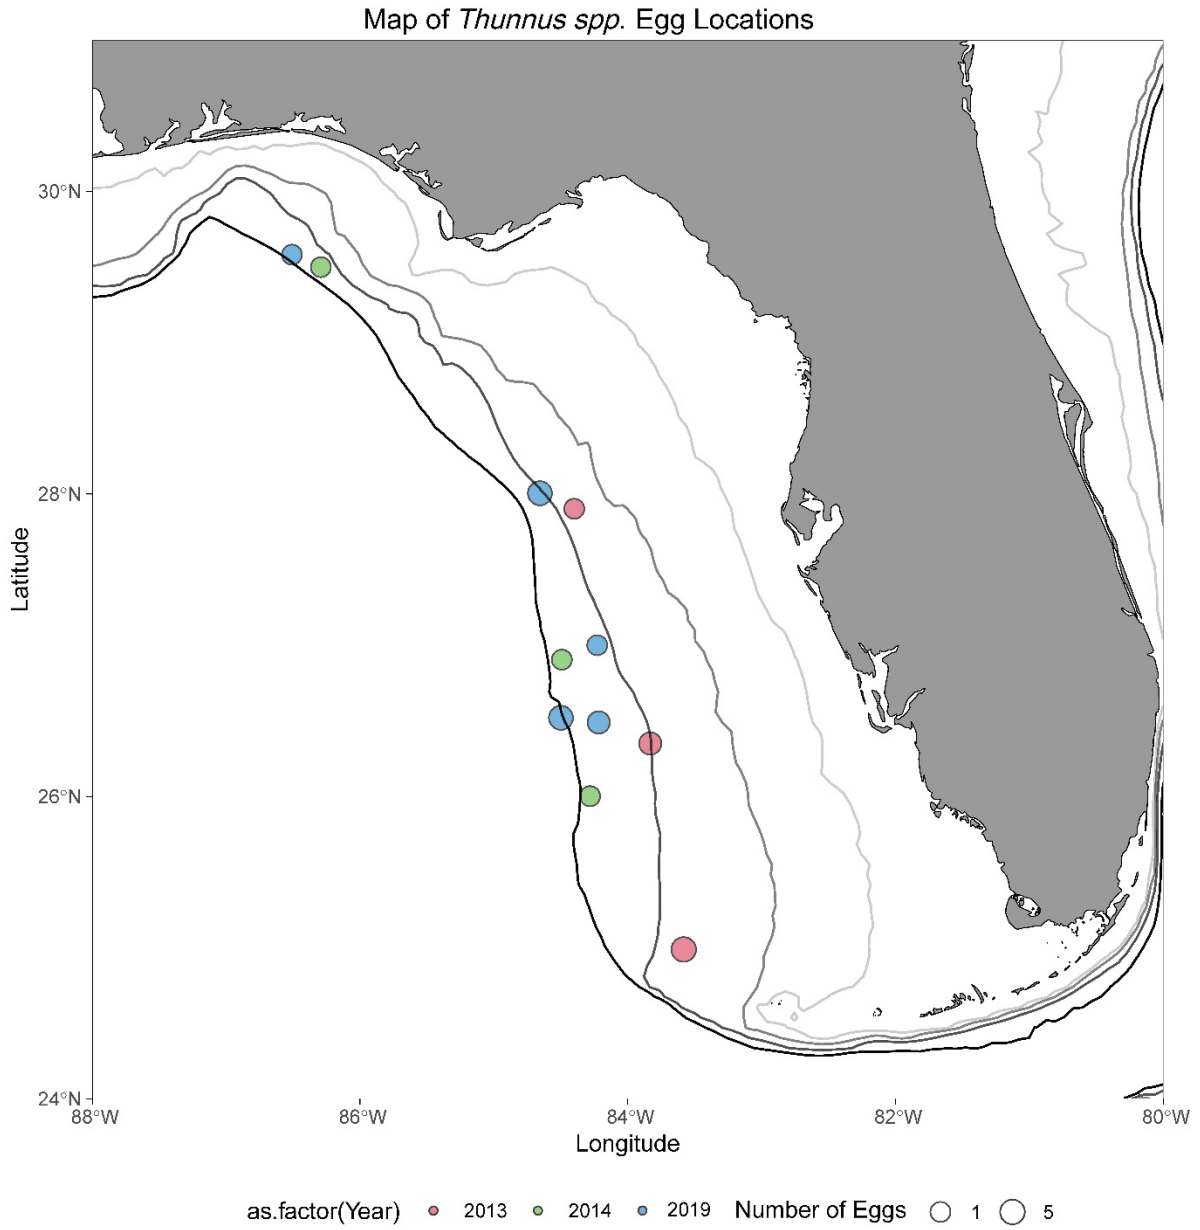 Map of Thunnus spp. Egg Locations
30°N
28°N
26°N
24°N
Latitude
88°W 86°W 84°W 82°W 80°W
Longitude
as.factor(Year) 2013 2014 2019 Number of Eggs 1 5